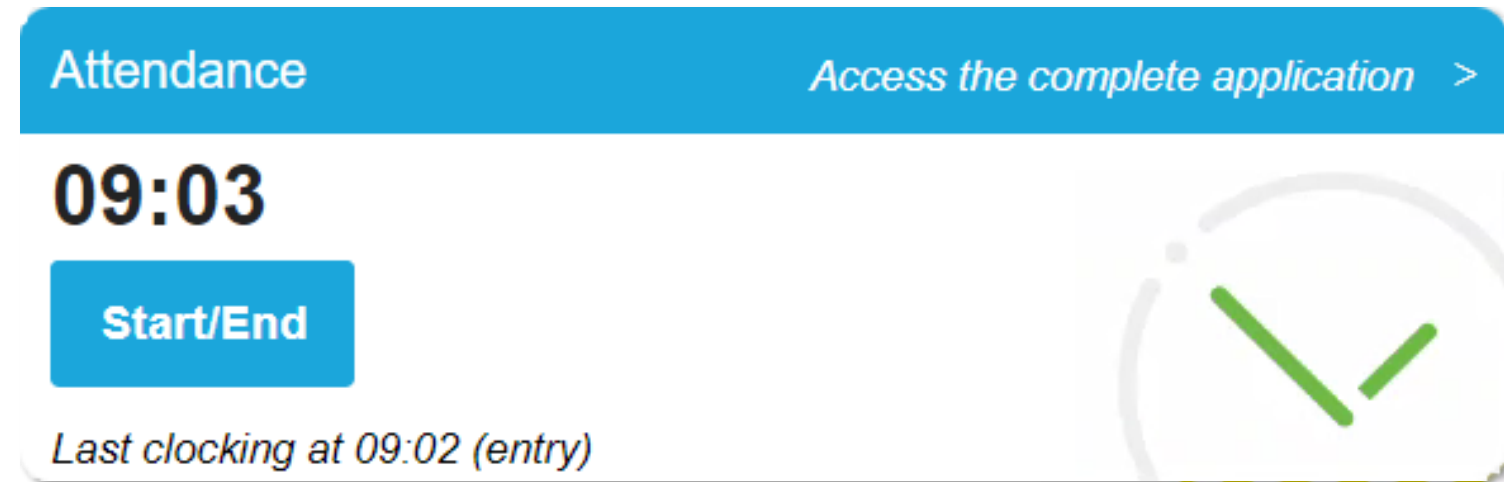 Attendance
Access the complete application >
09:03
Start/End
Last clocking at 09:02 (entry)